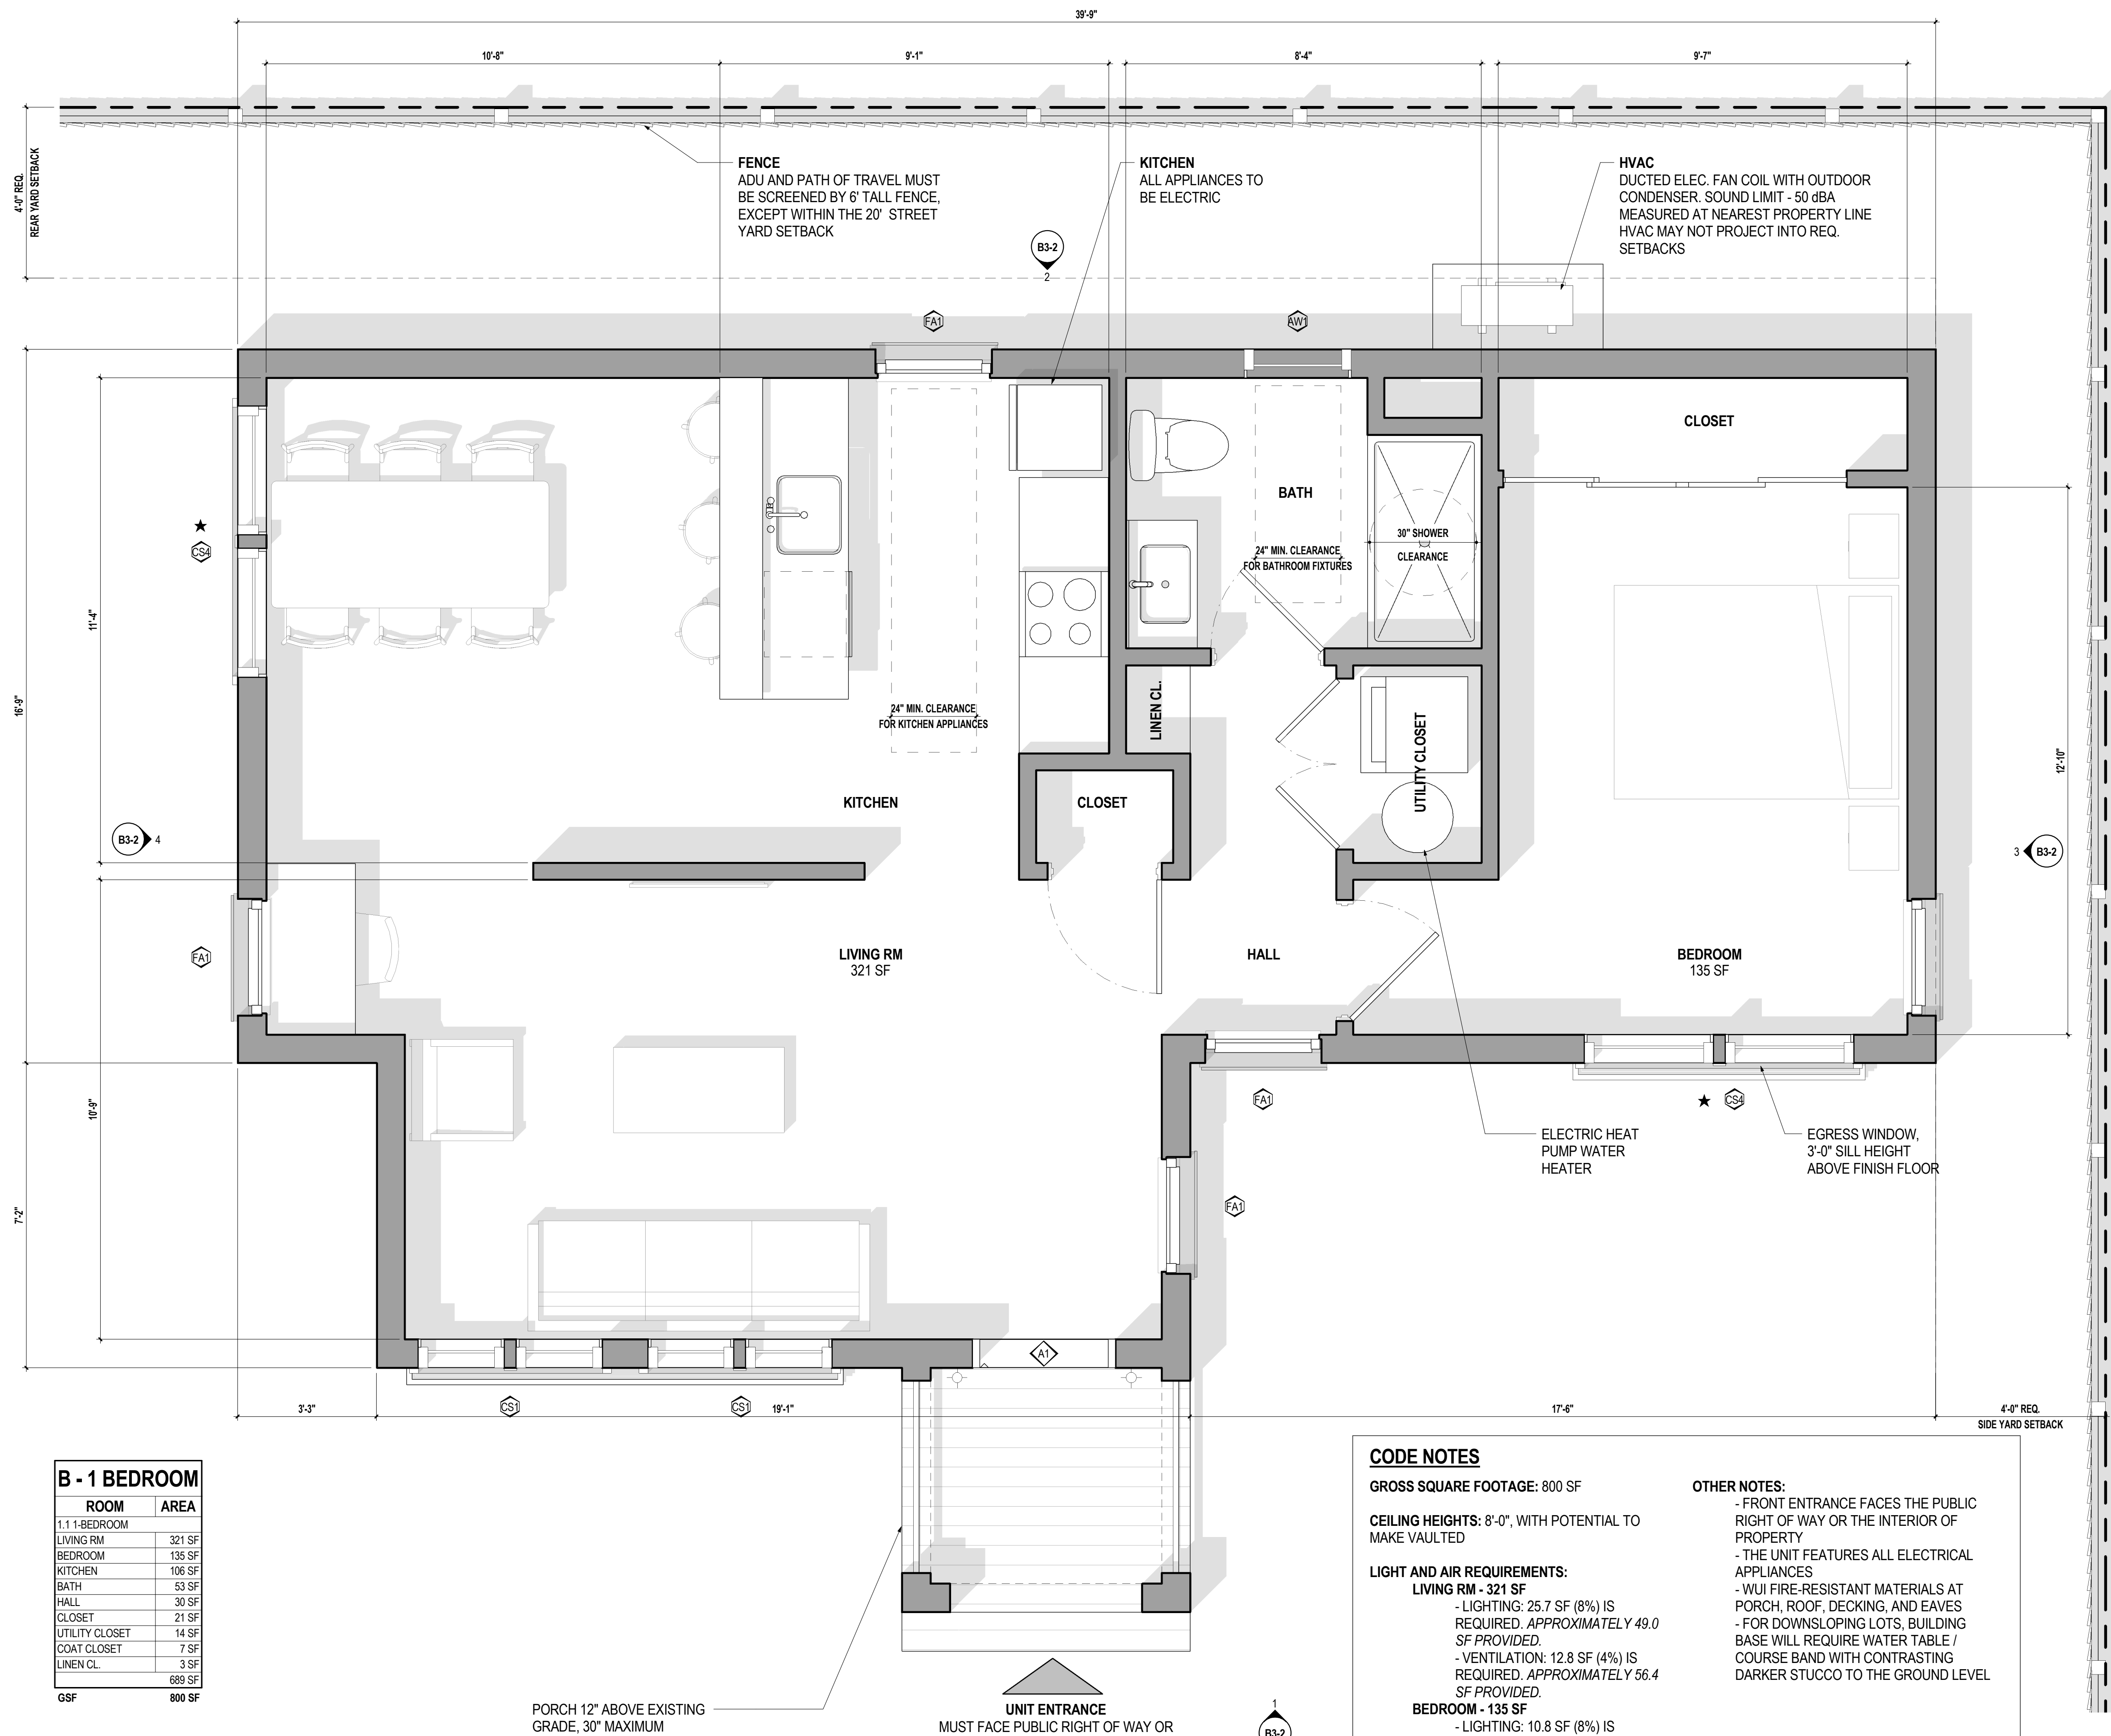 39'-9"
10'-8"
9'-1"
8'-4"
9'-7"
4'-0" REQ.
REAR YARD SETBACK
FENCE
ADU AND PATH OF TRAVEL MUST
BE SCREENED BY 6' TALL FENCE,
EXCEPT WITHIN THE 20' STREET
YARD SETBACK
KITCHEN
ALL APPLIANCES TO
BE ELECTRIC
HVAC
DUCTED ELEC. FAN COIL WITH OUTDOOR
CONDENSER. SOUND LIMIT - 50 dBA
MEASURED AT NEAREST PROPERTY LINE
HVAC MAY NOT PROJECT INTO REQ.
SETBACKS
B3-2
2
FA1
AW1
CLOSET
BATH
30" SHOWER
CLEARANCE
24" MIN. CLEARANCE
FOR BATHROOM FIXTURES
★
CS4
11'-4"
16'-9"
24" MIN. CLEARANCE
FOR KITCHEN APPLIANCES
LINEN CL.
UTILITY CLOSET
12'-10"
KITCHEN
CLOSET
B3-2
4
3
B3-2
FA1
LIVING RM
321 SF
HALL
BEDROOM
135 SF
10'-9"
7'-2"
FA1
★
CS4
ELECTRIC HEAT
PUMP WATER
HEATER
EGRESS WINDOW,
3'-0" SILL HEIGHT
ABOVE FINISH FLOOR
FA1
A1
3'-3"
CS1
CS1
19'-1"
17'-6"
4'-0" REQ.
SIDE YARD SETBACK
B - 1 BEDROOM
ROOM AREA
1.1 1-BEDROOM
LIVING RM 321 SF
BEDROOM 135 SF
KITCHEN 106 SF
BATH 53 SF
HALL 30 SF
CLOSET 21 SF
UTILITY CLOSET 14 SF
COAT CLOSET 7 SF
LINEN CL. 3 SF
689 SF
GSF 800 SF
PORCH 12" ABOVE EXISTING
GRADE, 30" MAXIMUM
UNIT ENTRANCE
MUST FACE PUBLIC RIGHT OF WAY OR
1
B3-2
CODE NOTES
GROSS SQUARE FOOTAGE: 800 SF
CEILING HEIGHTS: 8'-0", WITH POTENTIAL TO
MAKE VAULTED
LIGHT AND AIR REQUIREMENTS:
LIVING RM - 321 SF
- LIGHTING: 25.7 SF (8%) IS
REQUIRED. APPROXIMATELY 49.0
SF PROVIDED.
- VENTILATION: 12.8 SF (4%) IS
REQUIRED. APPROXIMATELY 56.4
SF PROVIDED.
BEDROOM - 135 SF
- LIGHTING: 10.8 SF (8%) IS
OTHER NOTES:
- FRONT ENTRANCE FACES THE PUBLIC
RIGHT OF WAY OR THE INTERIOR OF
PROPERTY
- THE UNIT FEATURES ALL ELECTRICAL
APPLIANCES
- WUI FIRE-RESISTANT MATERIALS AT
PORCH, ROOF, DECKING, AND EAVES
- FOR DOWNSLOPING LOTS, BUILDING
BASE WILL REQUIRE WATER TABLE /
COURSE BAND WITH CONTRASTING
DARKER STUCCO TO THE GROUND LEVEL